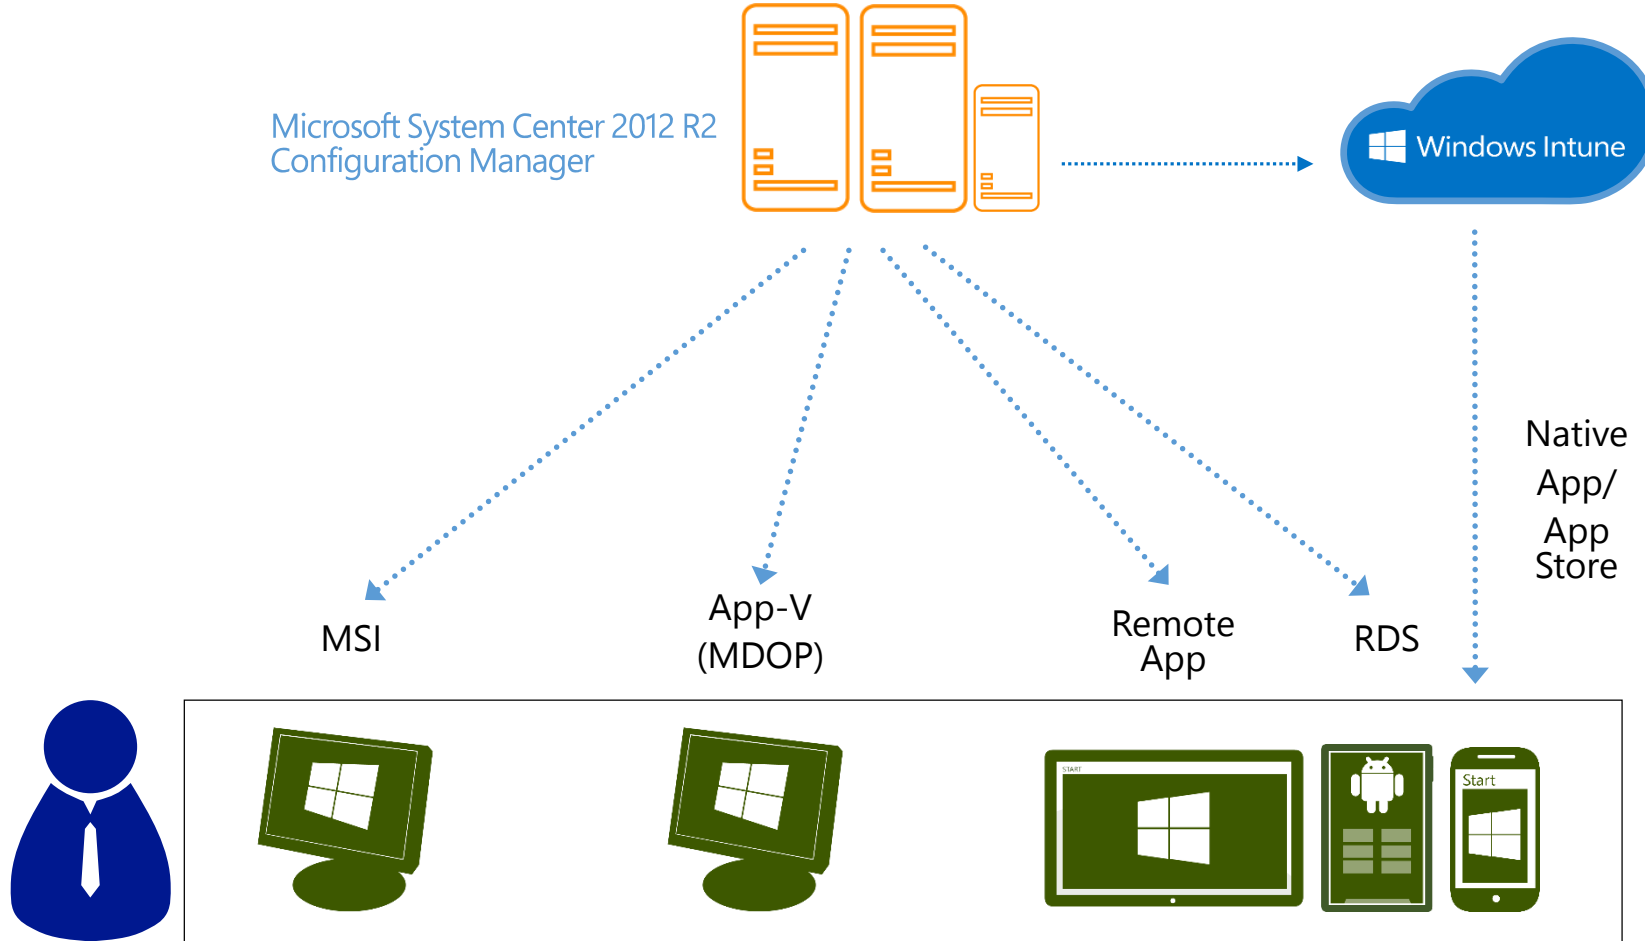 Microsoft System Center 2012 R2
Configuration Manager
Windows Intune
Native
App/
App
Store
MSI
App-V
(MDOP)
Remote
App
RDS
START
Start